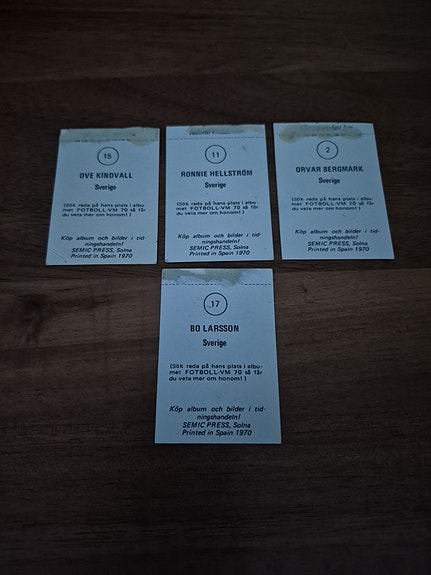 15
OVE KINDVALL
Sverige
(Sök reda på hans plats i albu-
met FOTBOLL-VM 70 så får
du veta mer om honom!)
Köp album och bilder i tid-
ningshandeln!
SEMIC PRESS, Solna
Printed in Spain 1970
11
RONNIE HELLSTRÖM
Sverige
(Sök reda på hans plats i albu-
met FOTBOLL-VM 70 så får
du veta mer om honom!)
Köp album och bilder i tid-
ningshandeln!
SEMIC PRESS, Solna
Printed in Spain 1970
2
ORVAR BERGMARK
Sverige
(Sök reda på hans plats i albu-
met FOTBOLL-VM 70 så får
du veta mer om honom!)
Köp album och bilder i tid-
ningshandeln!
SEMIC PRESS, Solna
Printed in Spain 1970
17
BO LARSSON
Sverige
(Sök reda på hans plats i albu-
met FOTBOLL-VM 70 så får
du veta mer om honom!)
Köp album och bilder i tid-
ningshandeln!
SEMIC PRESS, Solna
Printed in Spain 1970